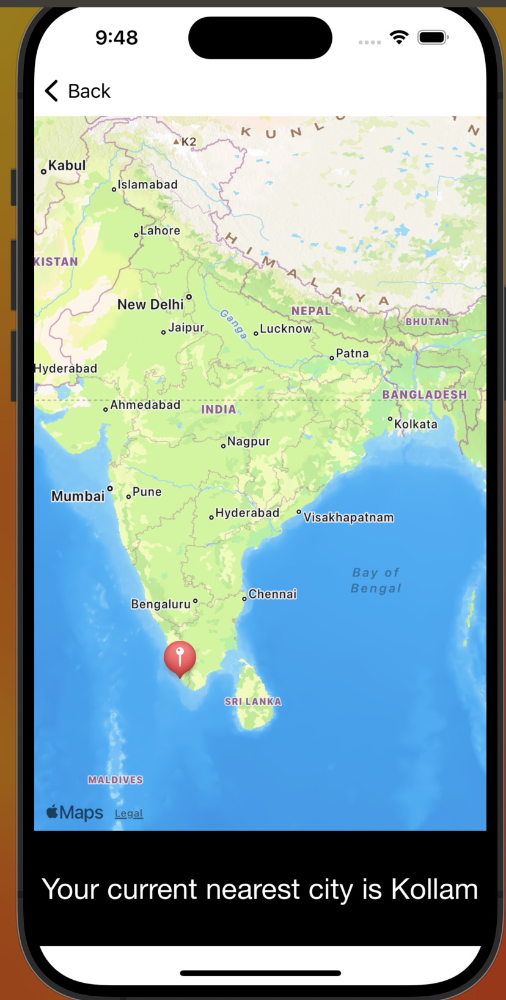 9:48
Back
K U N L U
N
K2
Kabul
Islamabad
Lahore
KISTAN
HIMALAYA
New Delhi
NEPAL
BHUTAN
Ganga
Jaipur
Lucknow
Patna
Hyderabad
BANGLADESH
Ahmedabad
INDIA
Kolkata
Nagpur
Mumbai
Pune
Hyderabad
Visakhapatnam
Bay of
Bengal
Chennai
Bengaluru
SRI LANKA
MALDIVES
Maps
Legal
Your current nearest city is Kollam